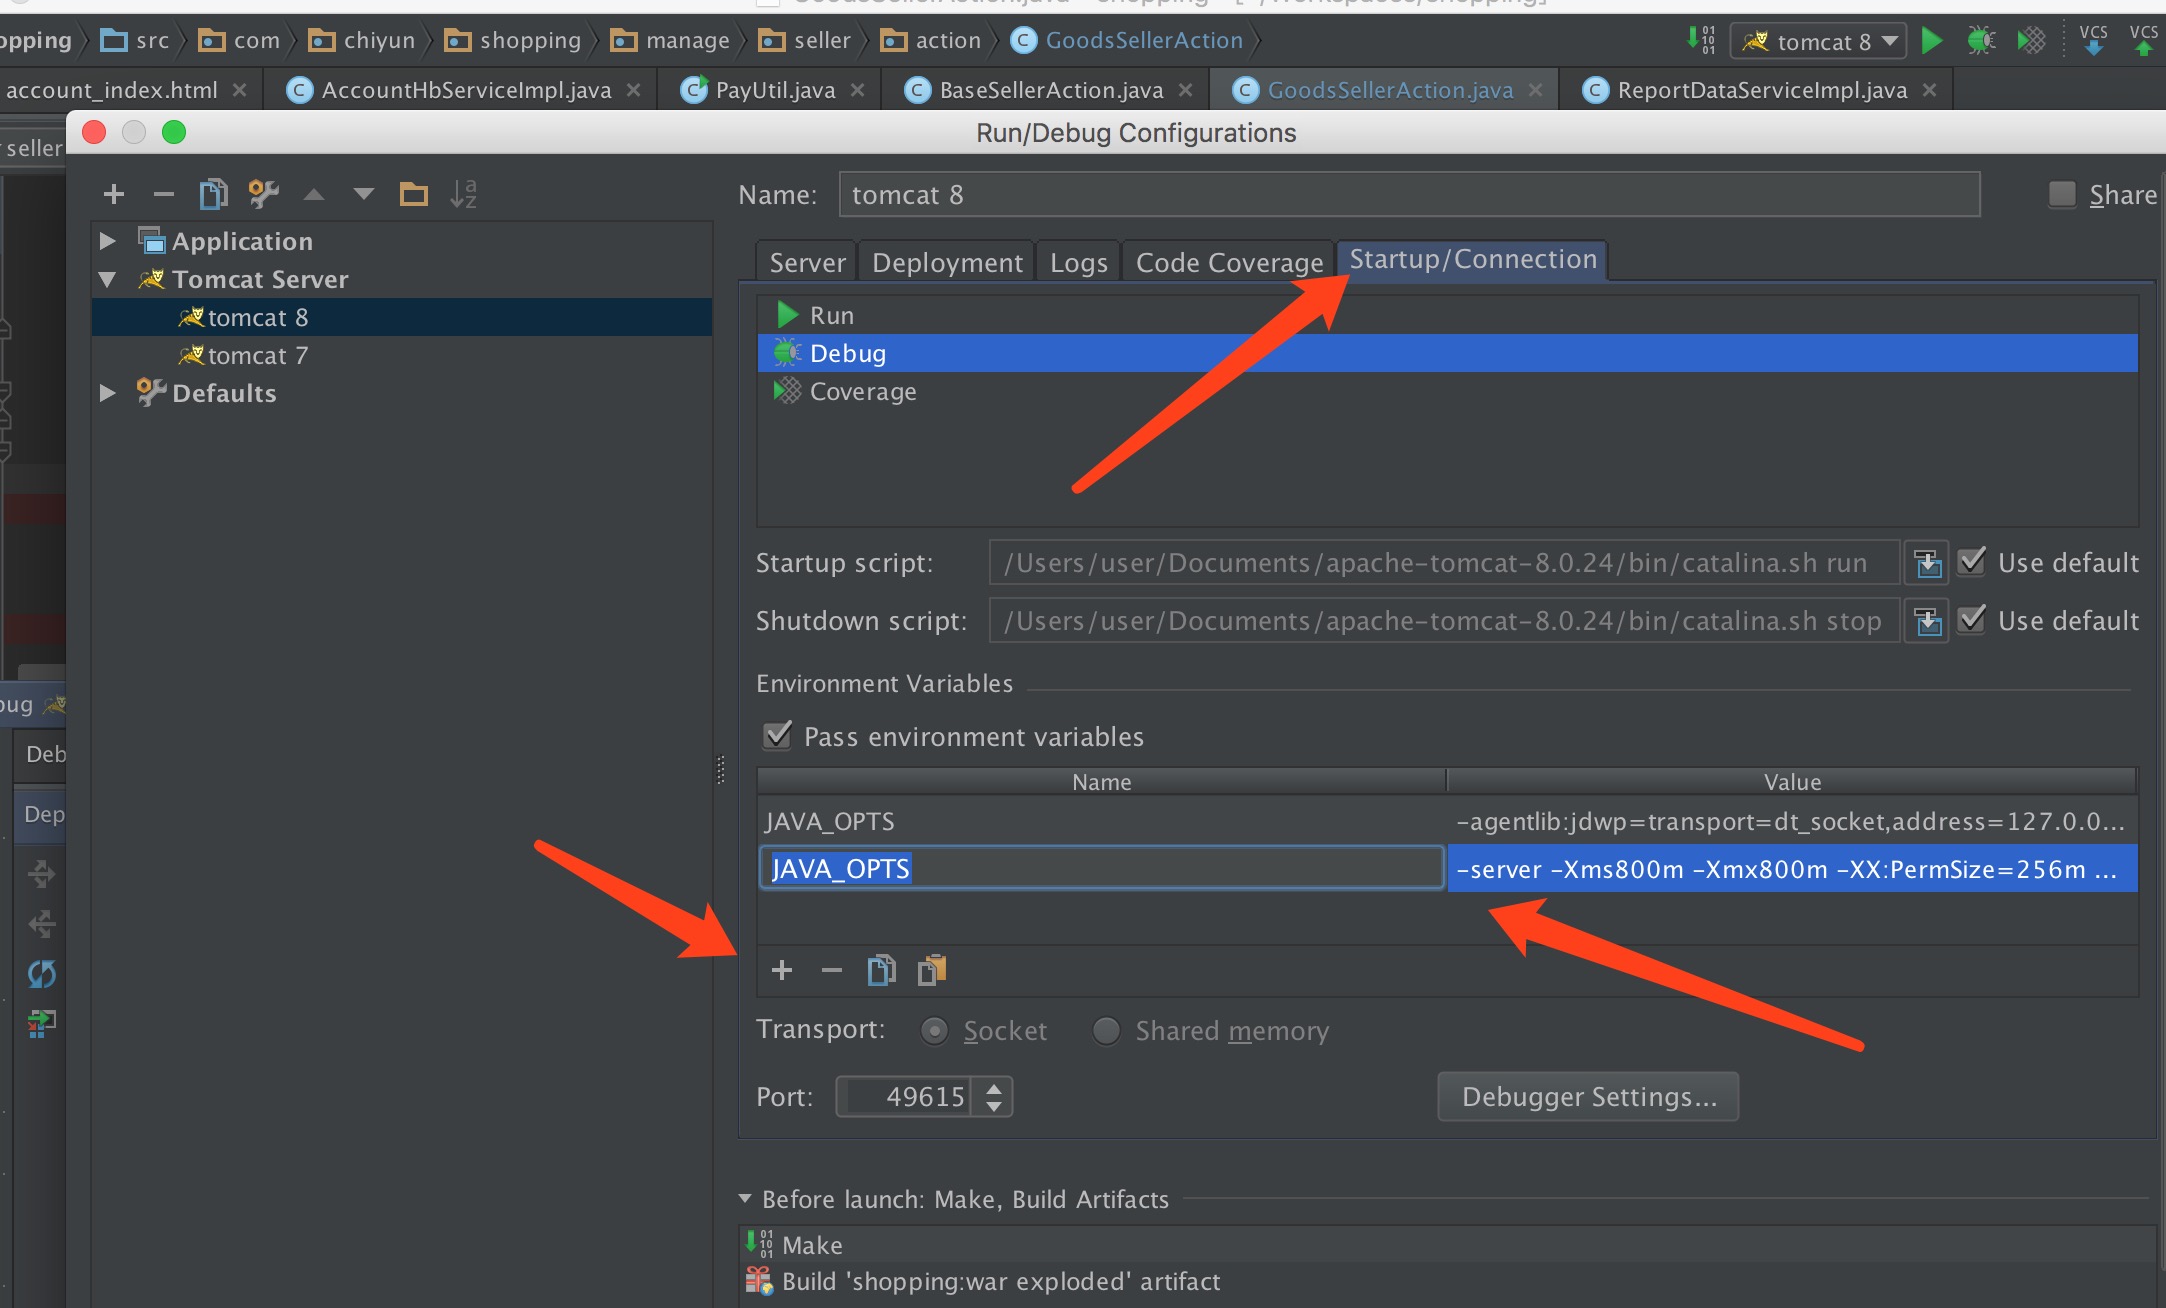 opping src com chiyun shopping manage seller action GoodsSellerAction tomcat 8 VCS VCS
account_index.html AccountHbServiceImpl.java PayUtil.java BaseSellerAction.java GoodsSellerAction.java ReportDataServiceImpl.java
Run/Debug Configurations
seller
Name: tomcat 8 Share
Application
Tomcat Server
tomcat 8
tomcat 7
Defaults
Server Deployment Logs Code Coverage Startup/Connection
Run
Debug
Coverage
Startup script: /Users/user/Documents/apache-tomcat-8.0.24/bin/catalina.sh run Use default
Shutdown script: /Users/user/Documents/apache-tomcat-8.0.24/bin/catalina.sh stop Use default
Environment Variables
bug
Pass environment variables
Deb
Name Value
Dep
JAVA_OPTS -agentlib:jdwp=transport=dt_socket,address=127.0.0...
JAVA_OPTS -server -Xms800m -Xmx800m -XX:PermSize=256m ...
Transport: Socket Shared memory
Port: 49615 Debugger Settings...
Before launch: Make, Build Artifacts
Make
Build 'shopping:war exploded' artifact